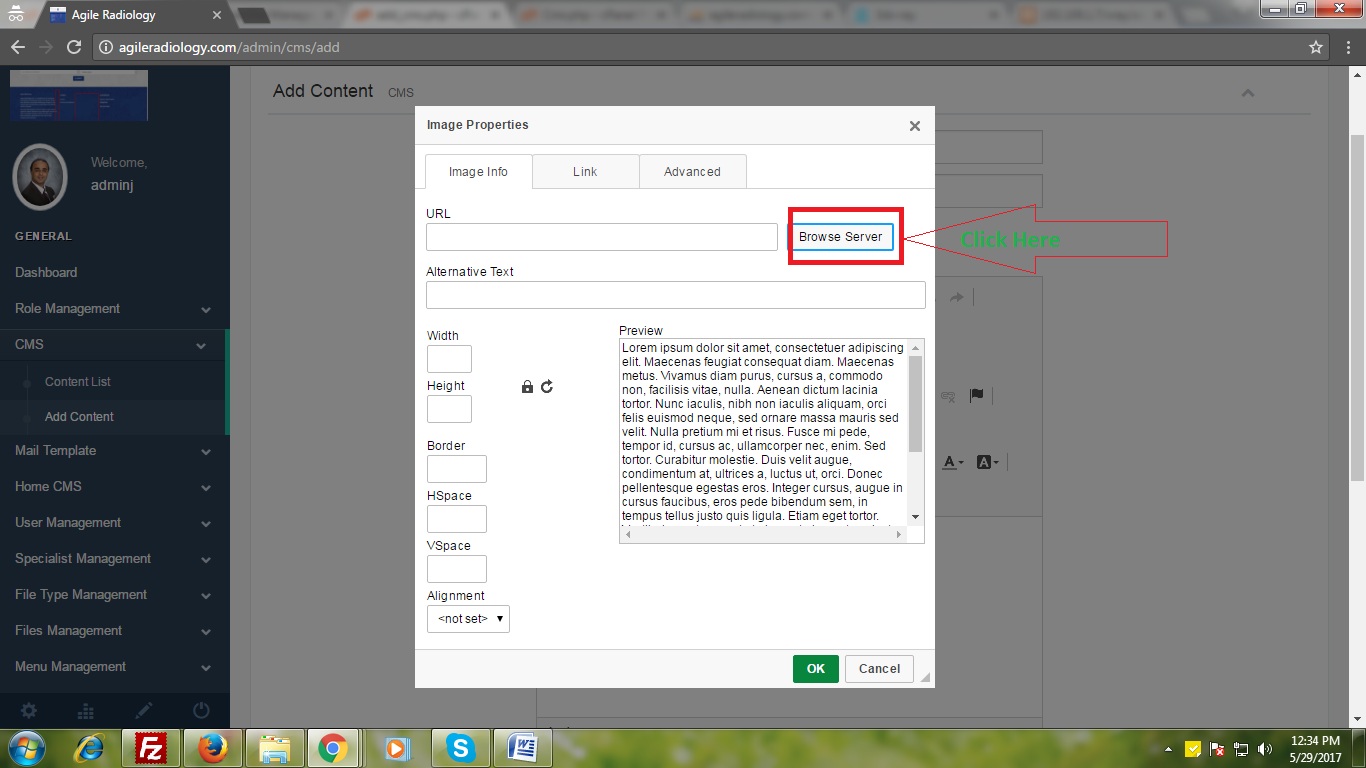 Agile Radiology
agileradiology.com/admin/cms/add
Welcome,
adminj
GENERAL
Dashboard
Role Management
CMS
Content List
Add Content
Mail Template
Home CMS
User Management
Specialist Management
File Type Management
Files Management
Menu Management
Add Content CMS
Image Properties
Image Info Link Advanced
URL
Browse Server
Click Here
Alternative Text
Width
Height
Border
HSpace
VSpace
Alignment
<not set>
Preview
Lorem ipsum dolor sit amet, consectetuer adipiscing
elit. Maecenas feugiat consequat diam. Maecenas
metus. Vivamus diam purus, cursus a, commodo
non, facilisis vitae, nulla. Aenean dictum lacinia
tortor. Nunc iaculis, nibh non iaculis aliquam, orci
felis euismod neque, sed ornare massa mauris sed
velit. Nulla pretium mi et risus. Fusce mi pede,
tempor id, cursus ac, ullamcorper nec, enim. Sed
tortor. Curabitur molestie. Duis velit augue,
condimentum at, ultrices a, luctus ut, orci. Donec
pellentesque egestas eros. Integer cursus, augue in
cursus faucibus, eros pede bibendum sem, in
tempus tellus justo quis ligula. Etiam eget tortor.
OK Cancel
12:34 PM
5/29/2017